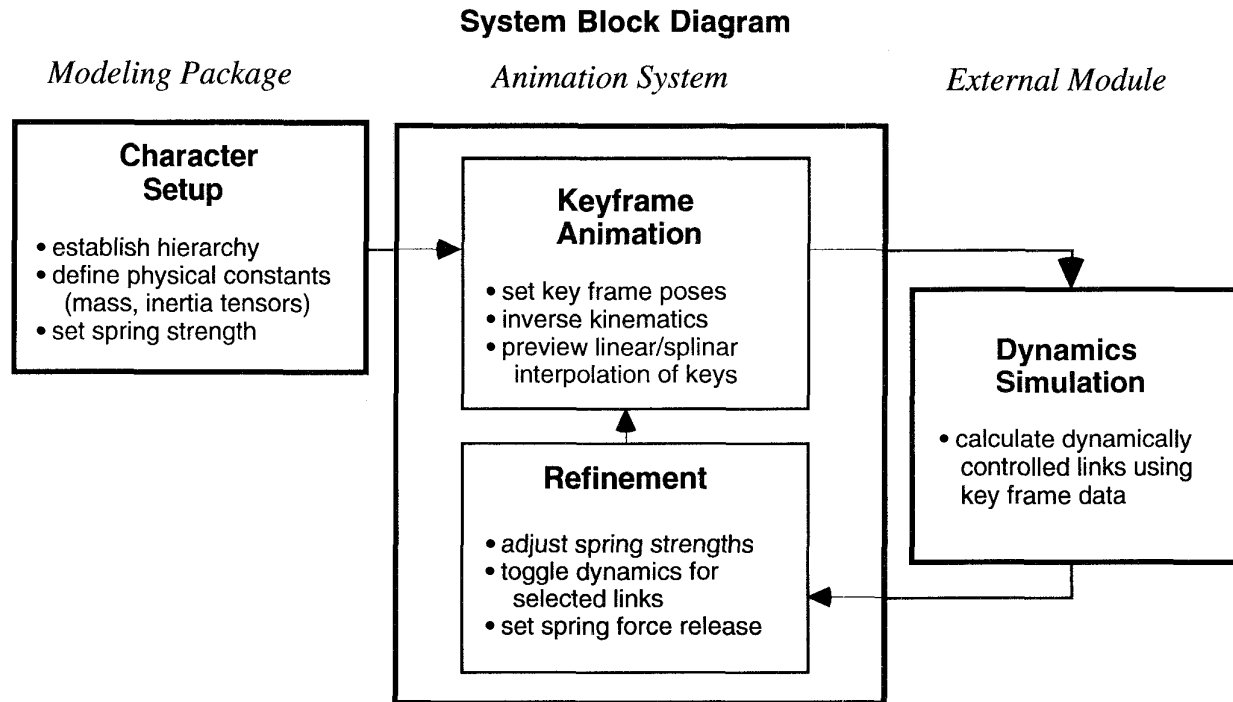 System Block Diagram
Modeling Package
Animation System
External Module
Character
Setup
• establish hierarchy
• define physical constants
(mass, inertia tensors)
• set spring strength
Keyframe
Animation
• set key frame poses
• inverse kinematics
• preview linear/splinar
interpolation of keys
Refinement
• adjust spring strengths
• toggle dynamics for
selected links
• set spring force release
Dynamics
Simulation
• calculate dynamically
controlled links using
key frame data